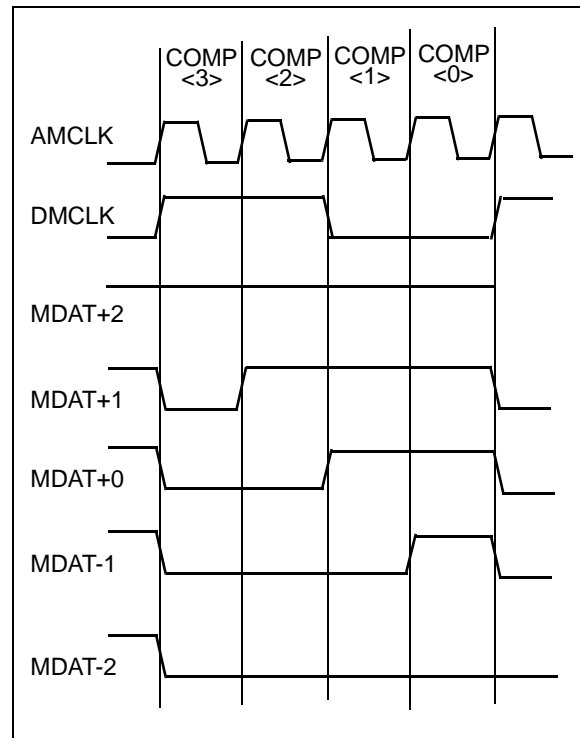 COMP COMP COMP COMP
<3> <2> <1> <0>
AMCLK
DMCLK
MDAT+2
MDAT+1
MDAT+0
MDAT-1
MDAT-2